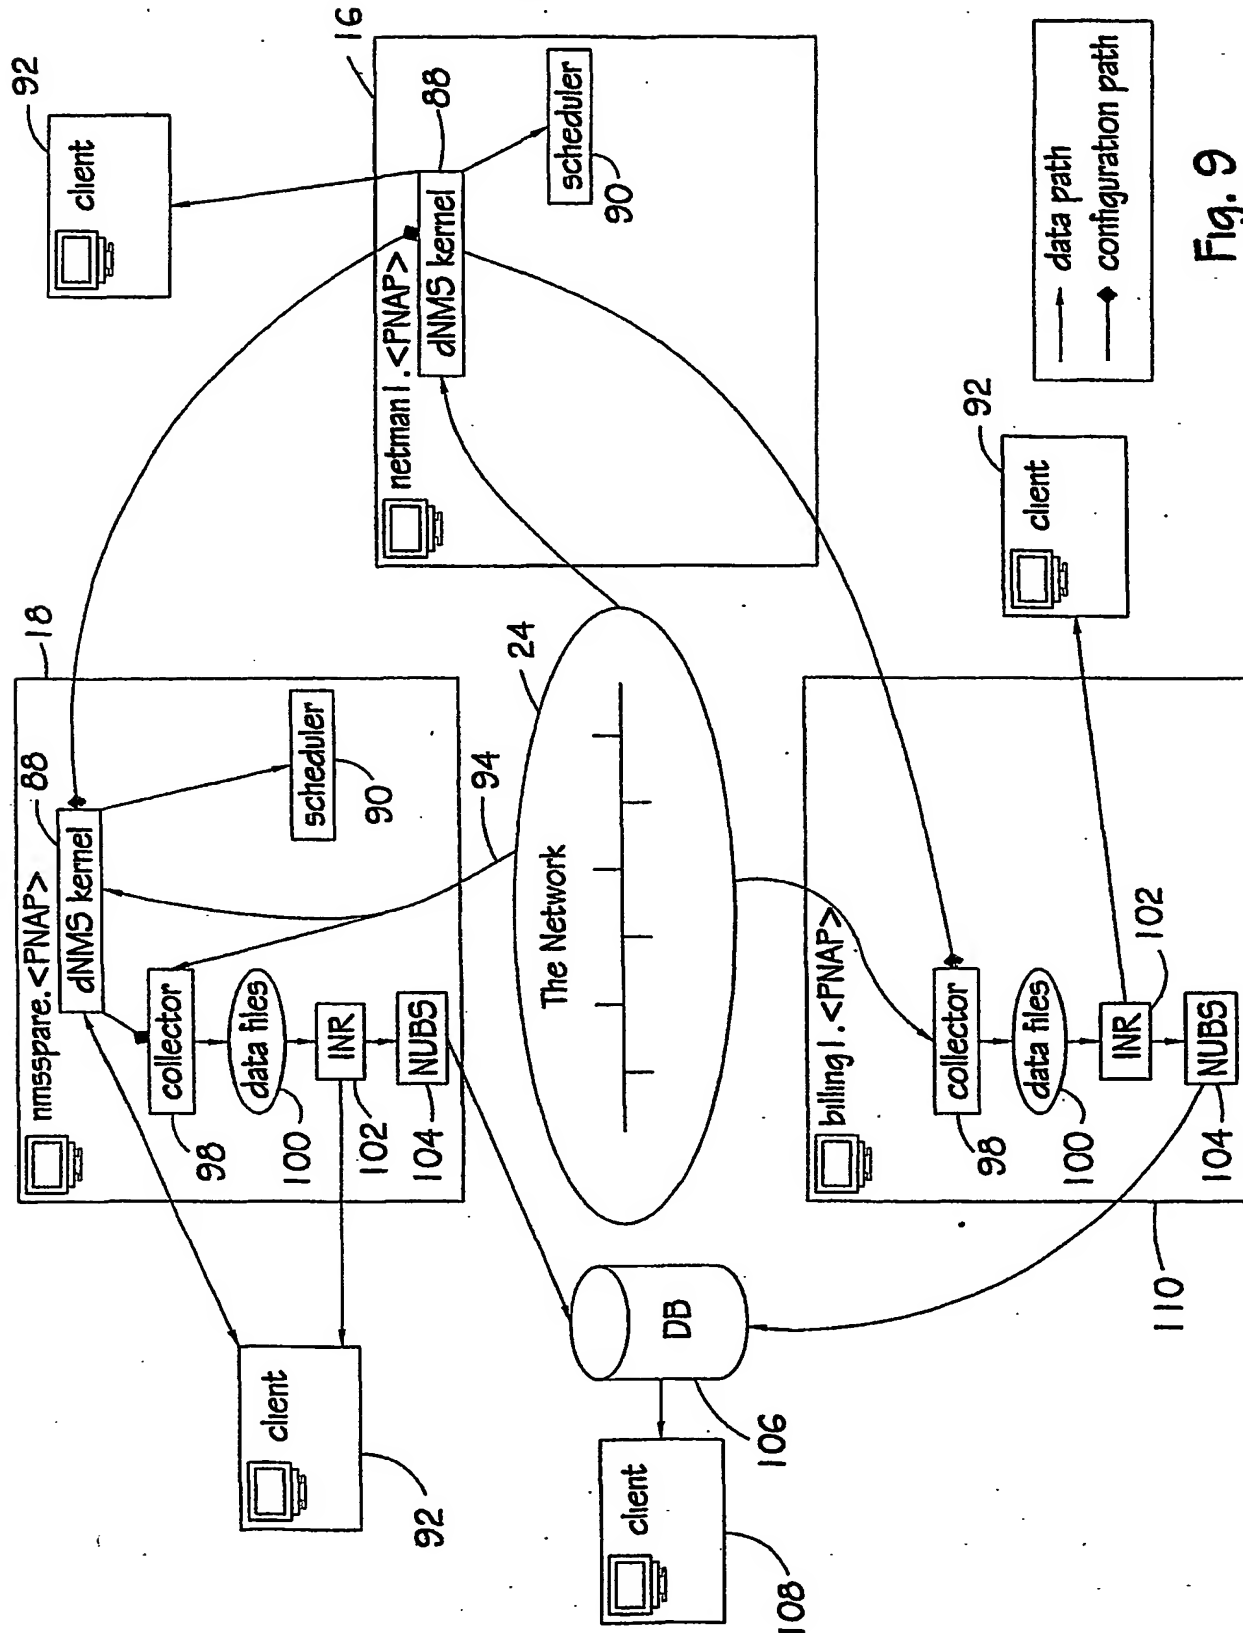 92
client
18
nmsspare.<PNAP>
88
dNMS kernel
collector
98
data files
100
INR
102
NUBS
104
scheduler
90
94
24
The Network
DB
106
client
108
92
client
16
netman1.<PNAP>
dNMS kernel
88
scheduler
90
110
billing1.<PNAP>
collector
98
data files
100
INR
102
NUBS
104
92
client
data path
configuration path
Fig. 9